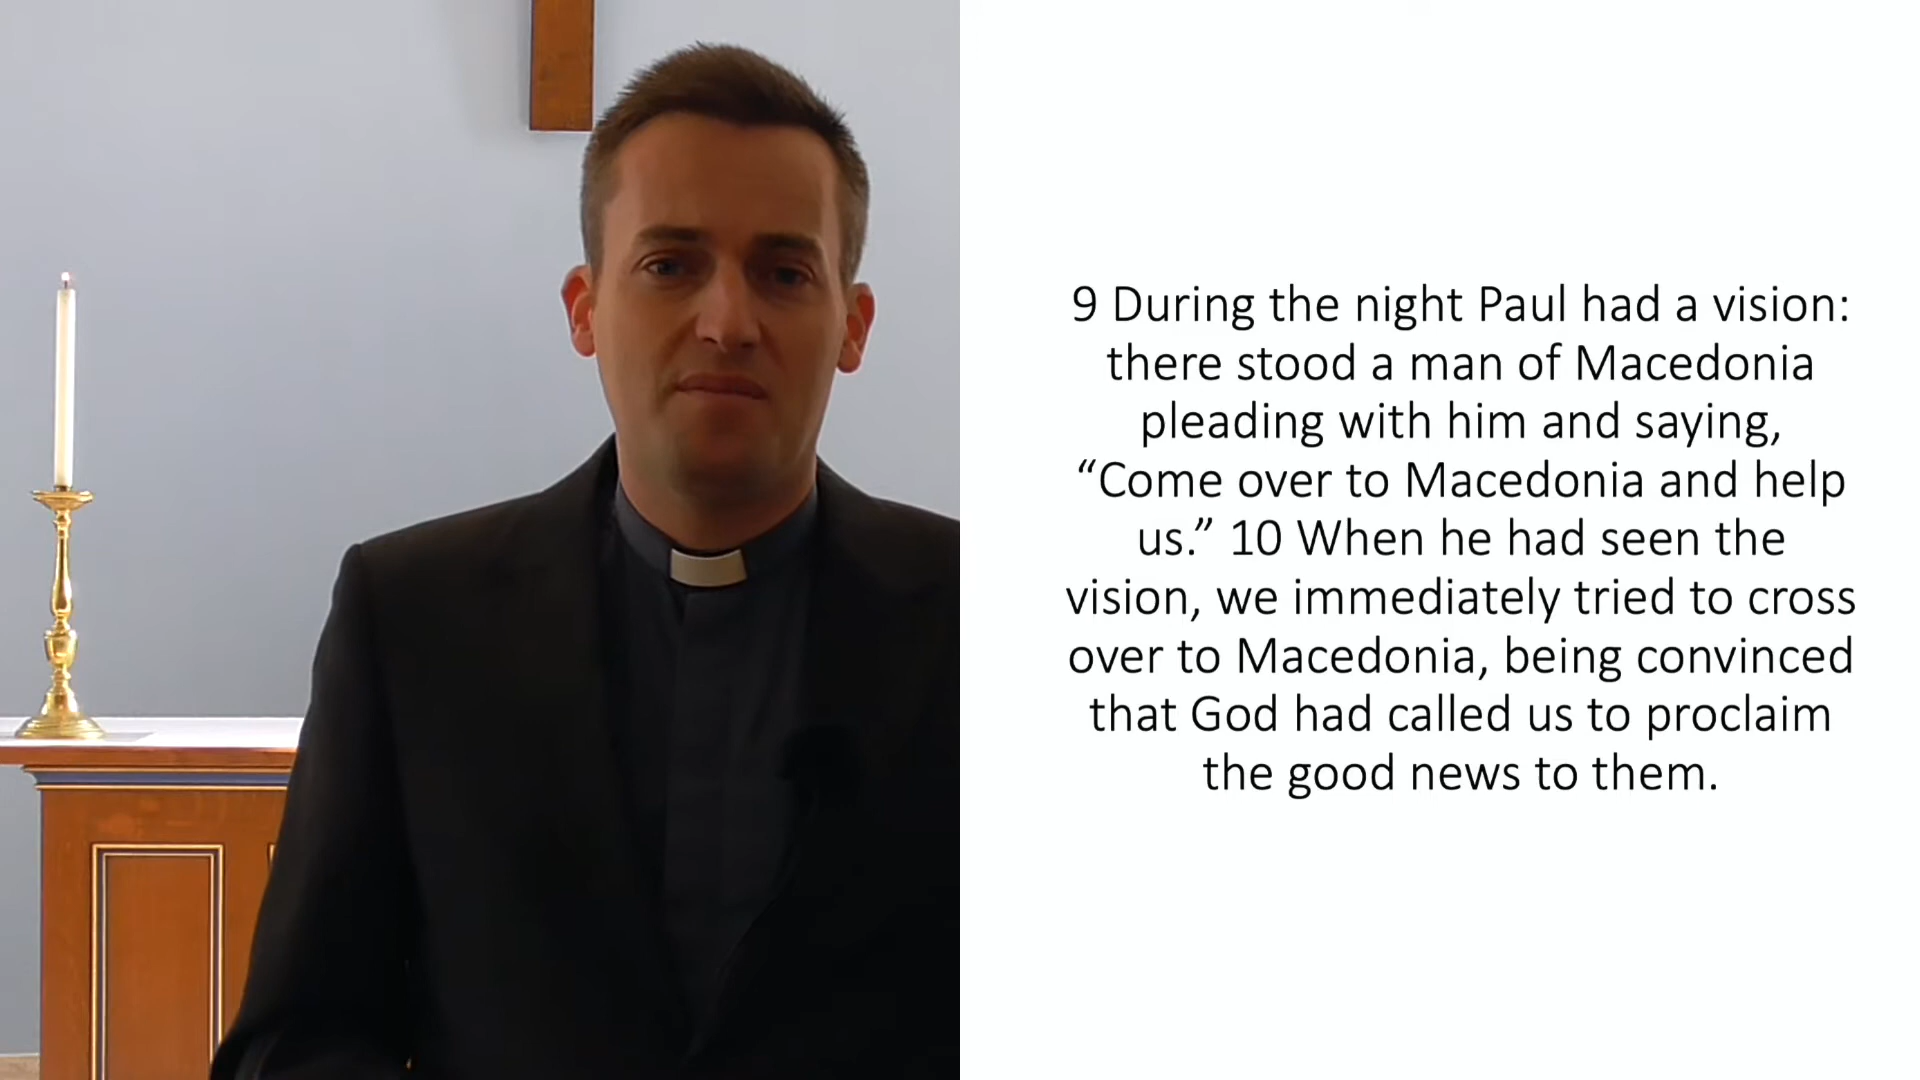 9 During the night Paul had a vision:
there stood a man of Macedonia
pleading with him and saying,
“Come over to Macedonia and help
us.” 10 When he had seen the
vision, we immediately tried to cross
over to Macedonia, being convinced
that God had called us to proclaim
the good news to them.